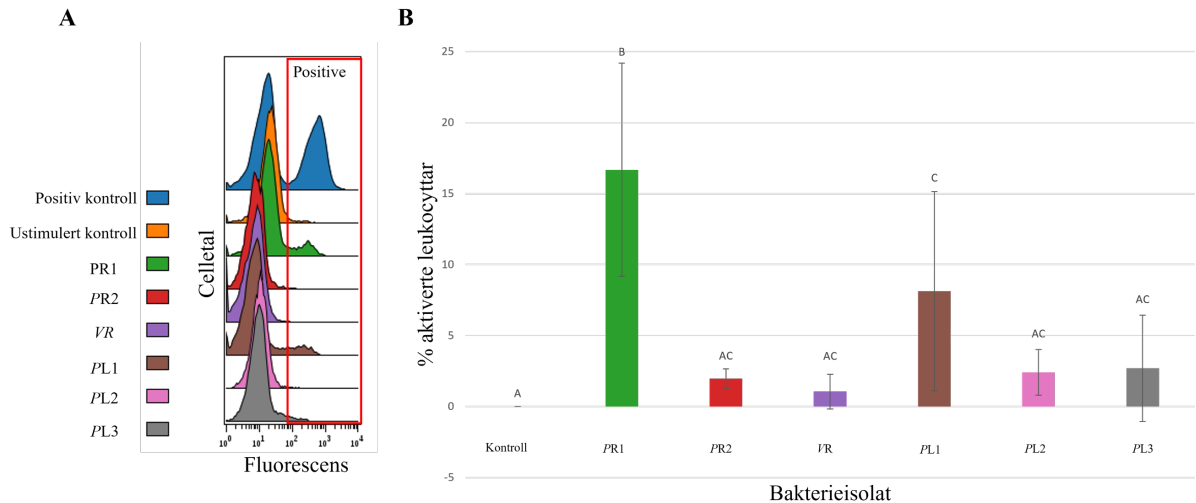 A
Positive
Positiv kontroll
Ustimulert kontroll
PR1
PR2
VR
PL1
PL2
PL3
Celletal
10⁰ 10¹ 10² 10³ 10⁴
Fluorescens
B
% aktiverte leukocyttar
25
20
15
10
5
0
-5
A
B
AC
AC
C
AC
AC
Kontroll PR1 PR2 VR PL1 PL2 PL3
Bakterieisolat